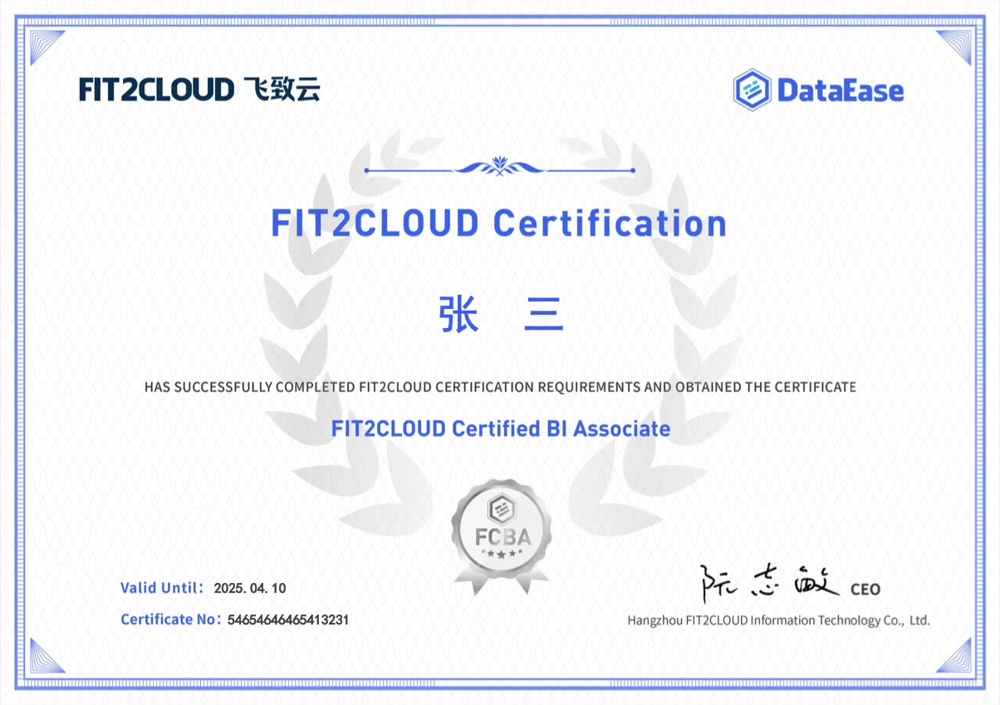 FIT2CLOUD 飞致云
DataEase
FIT2CLOUD Certification
张 三
HAS SUCCESSFULLY COMPLETED FIT2CLOUD CERTIFICATION REQUIREMENTS AND OBTAINED THE CERTIFICATE
FIT2CLOUD Certified BI Associate
FCBA
Valid Until: 2025.04.10
Certificate No: 54654646465413231
阮志敏 CEO
Hangzhou FIT2CLOUD Information Technology Co., Ltd.